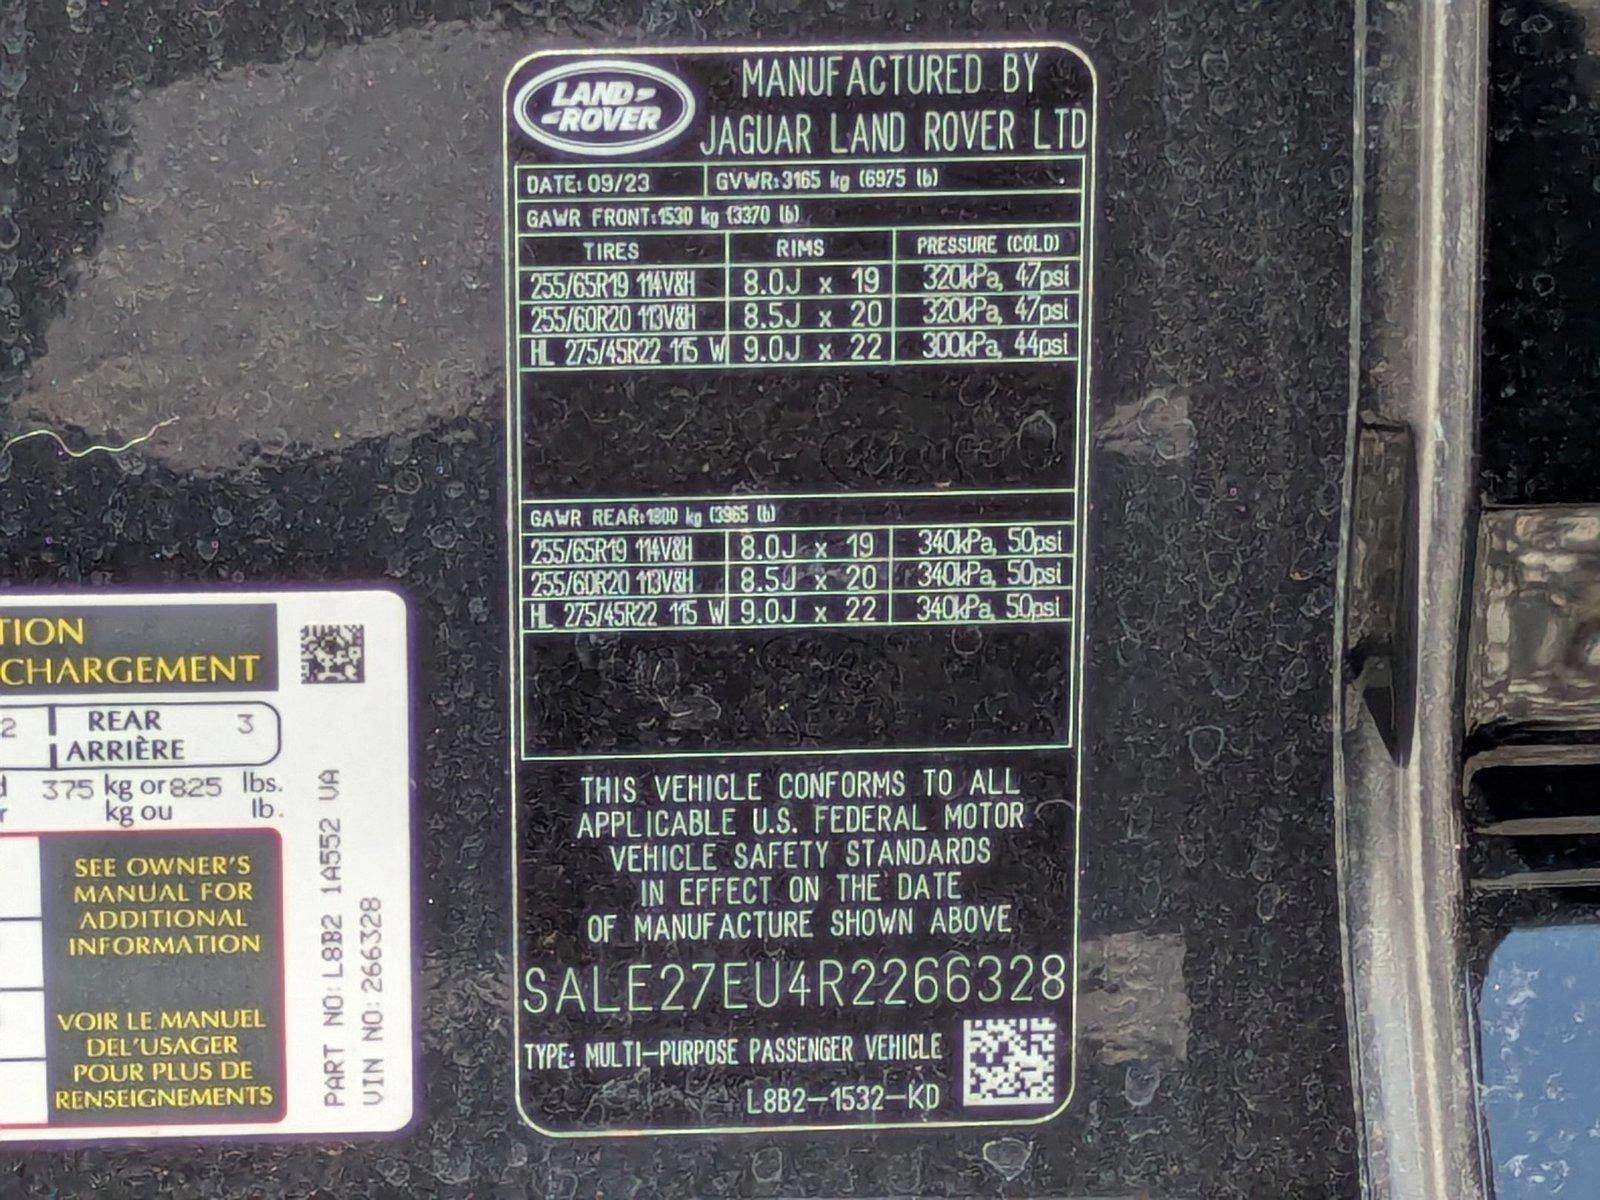 LAND
ROVER
MANUFACTURED BY
JAGUAR LAND ROVER LTD
DATE: 09/23 GVWR:3165 kg (6975 lb)
GAWR FRONT:1530 kg (3370 lb)
TIRES RIMS PRESSURE (COLD)
255/65R19 114V&H 8.0J x 19 320kPa, 47psi
255/60R20 113V&H 8.5J x 20 320kPa, 47psi
HL 275/45R22 115 W 9.0J x 22 300kPa, 44psi
GAWR REAR:1800 kg (3965 lb)
255/65R19 114V&H 8.0J x 19 340kPa, 50psi
255/60R20 113V&H 8.5J x 20 340kPa, 50psi
HL 275/45R22 115 W 9.0J x 22 340kPa, 50psi
THIS VEHICLE CONFORMS TO ALL
APPLICABLE U.S. FEDERAL MOTOR
VEHICLE SAFETY STANDARDS
IN EFFECT ON THE DATE
OF MANUFACTURE SHOWN ABOVE
SALE27EU4R2266328
TYPE: MULTI-PURPOSE PASSENGER VEHICLE
L8B2-1532-KD
TION
CHARGEMENT
2 REAR 3
ARRIÈRE
375 kg or 825 lbs.
kg ou lb.
SEE OWNER'S
MANUAL FOR
ADDITIONAL
INFORMATION
VOIR LE MANUEL
DEL'USAGER
POUR PLUS DE
RENSEIGNEMENTS
PART NO: L8B2 1A552 VA
VIN NO: 266328